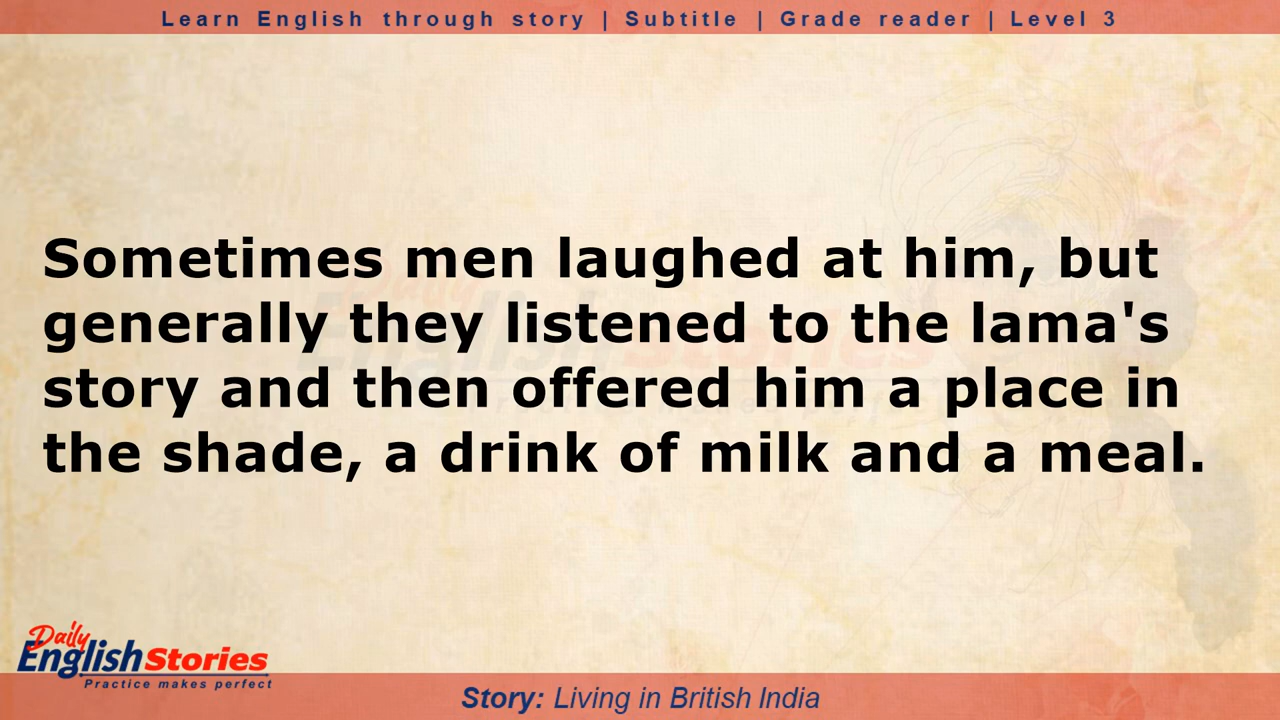 Learn English through story | Subtitle | Grade reader | Level 3
Sometimes men laughed at him, but
generally they listened to the lama's
story and then offered him a place in
the shade, a drink of milk and a meal.
Daily
English Stories
Practice makes perfect
Story: Living in British India